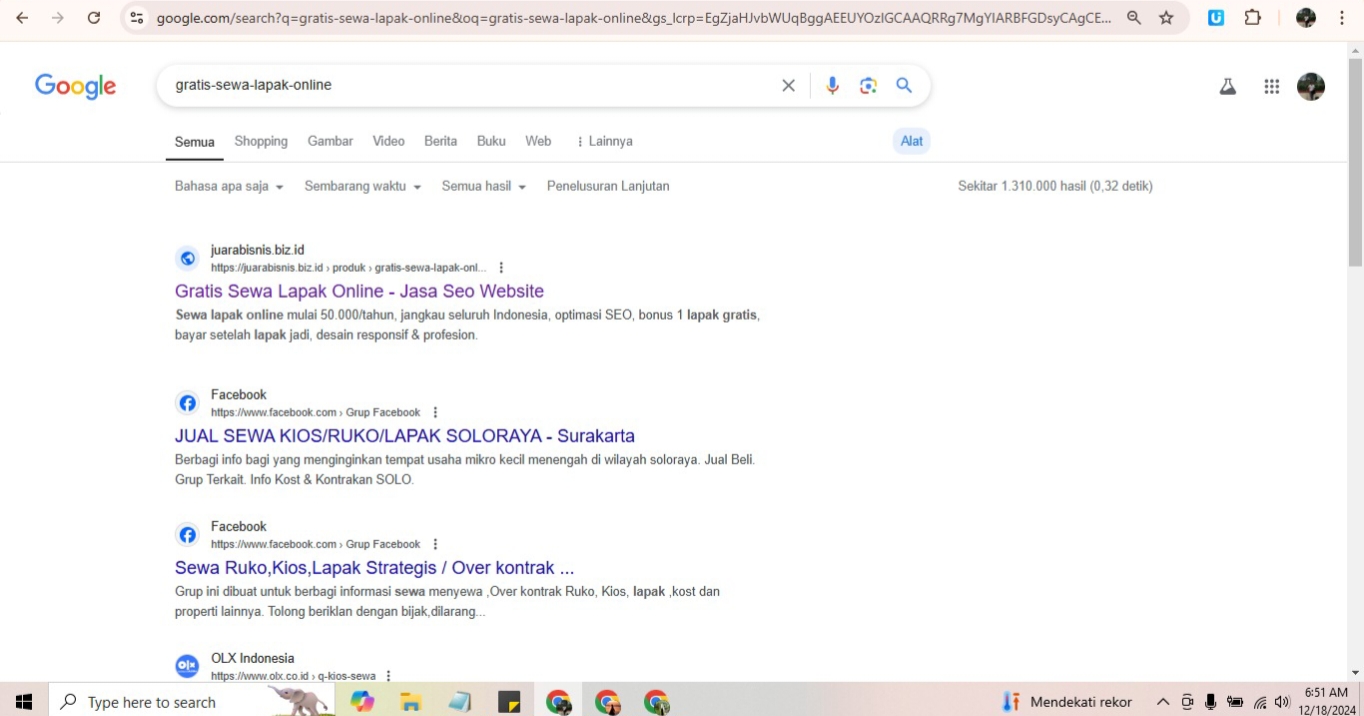 google.com/search?q=gratis-sewa-lapak-online&oq=gratis-sewa-lapak-online&gs_lcrp=EgZjaHJvbWUqBggAEEUYOzIGCAAQRRg7MgYIARBFGDsyCAgCE...
Google
gratis-sewa-lapak-online
Semua Shopping Gambar Video Berita Buku Web Lainnya Alat
Bahasa apa saja Sembarang waktu Semua hasil Penelusuran Lanjutan Sekitar 1.310.000 hasil (0,32 detik)
juarabisnis.biz.id
https://juarabisnis.biz.id › produk › gratis-sewa-lapak-onl...
Gratis Sewa Lapak Online - Jasa Seo Website
Sewa lapak online mulai 50.000/tahun, jangkau seluruh Indonesia, optimasi SEO, bonus 1 lapak gratis,
bayar setelah lapak jadi, desain responsif & profesion.
Facebook
https://www.facebook.com › Grup Facebook
JUAL SEWA KIOS/RUKO/LAPAK SOLORAYA - Surakarta
Berbagi info bagi yang menginginkan tempat usaha mikro kecil menengah di wilayah soloraya. Jual Beli.
Grup Terkait. Info Kost & Kontrakan SOLO.
Facebook
https://www.facebook.com › Grup Facebook
Sewa Ruko,Kios,Lapak Strategis / Over kontrak ...
Grup ini dibuat untuk berbagi informasi sewa menyewa ,Over kontrak Ruko, Kios, lapak ,kost dan
properti lainnya. Tolong beriklan dengan bijak,dilarang...
olx
OLX Indonesia
https://www.olx.co.id › q-kios-sewa
Type here to search
Mendekati rekor
6:51 AM
12/18/2024